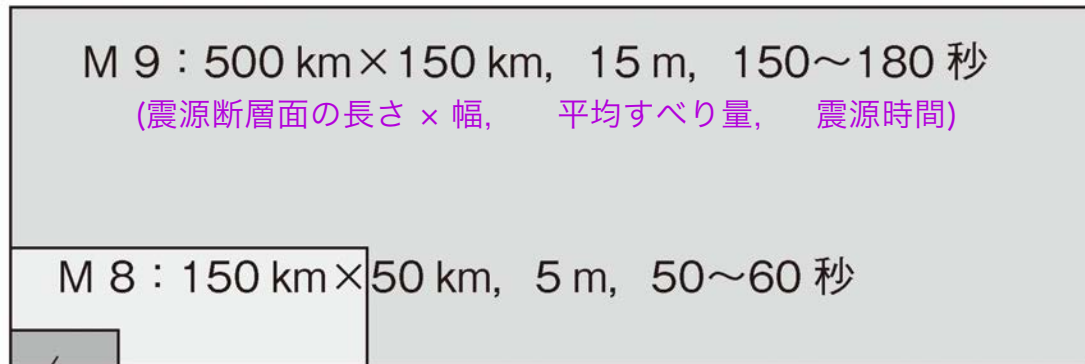 M 9：500 km×150 km, 15 m, 150〜180 秒
(震源断層面の長さ × 幅, 平均すべり量, 震源時間)
M 8：150 km×50 km, 5 m, 50〜60 秒